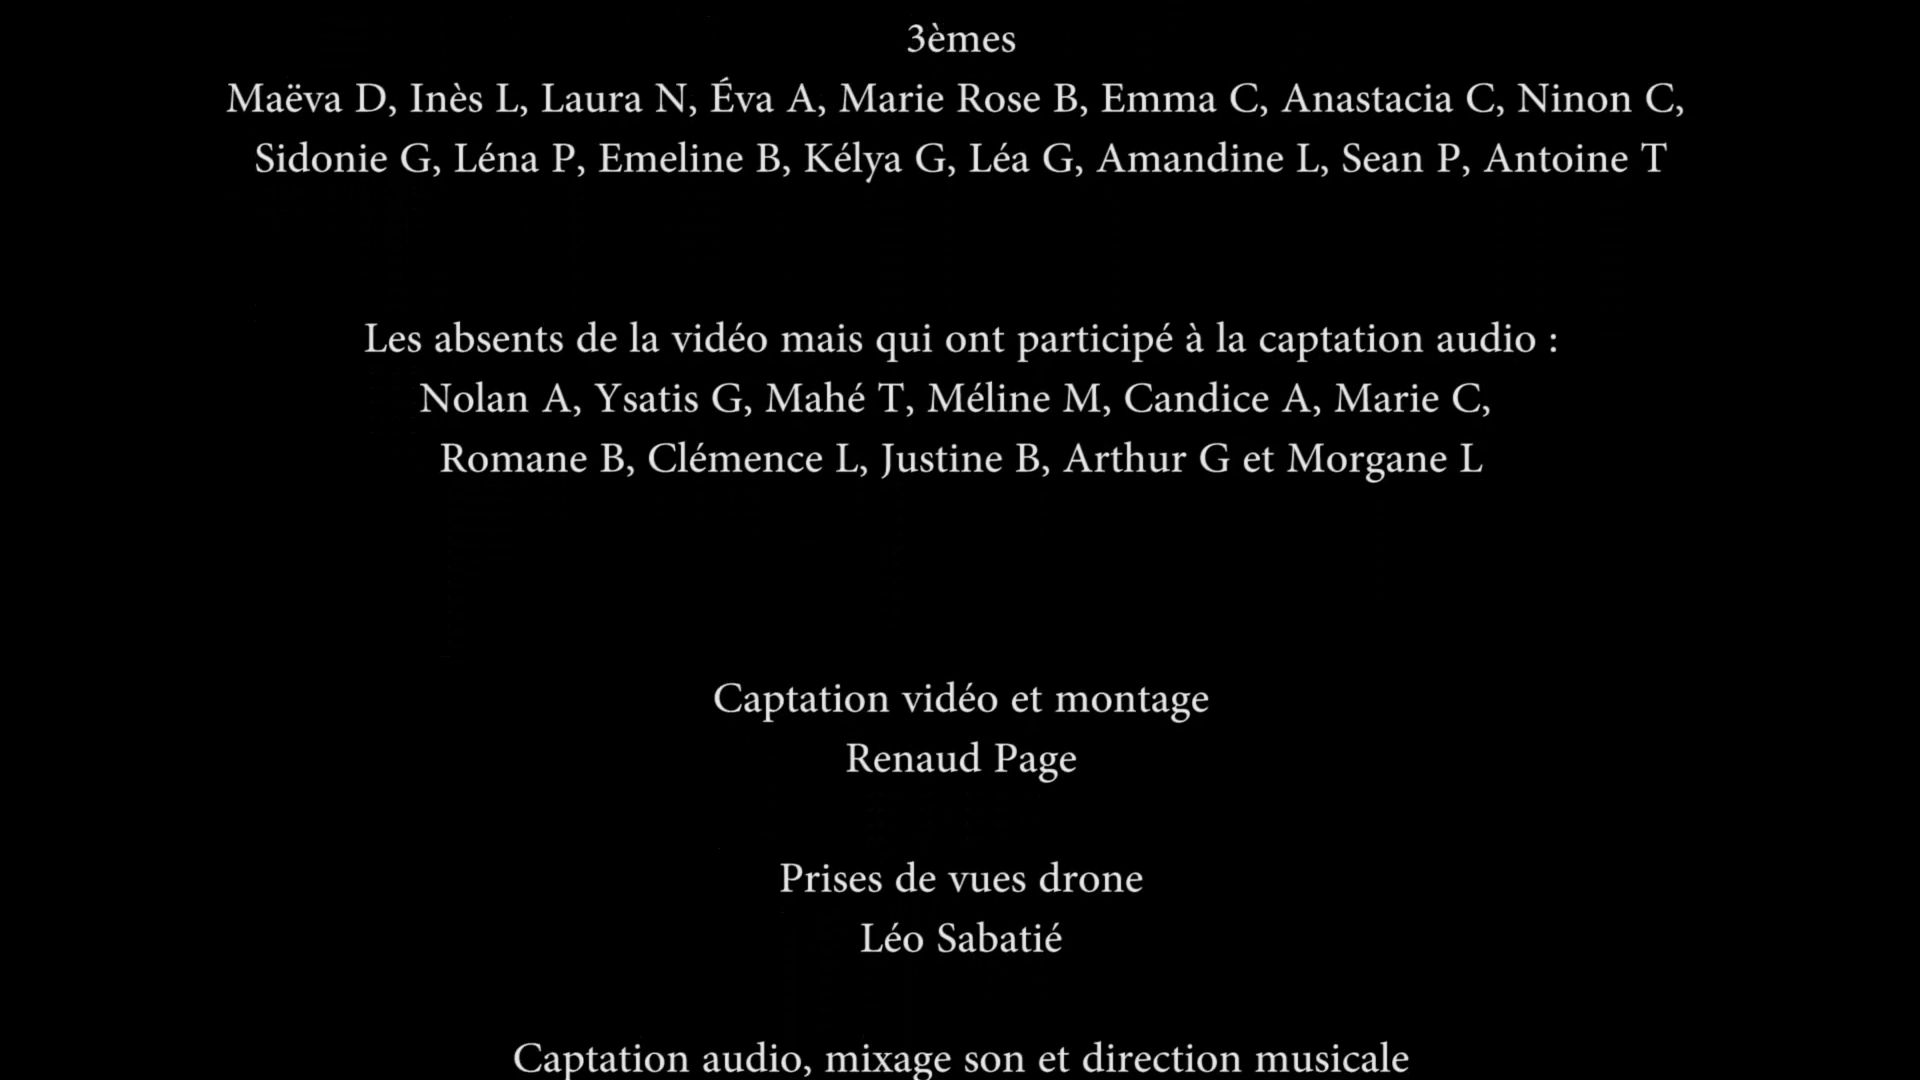 3èmes
Maëva D, Inès L, Laura N, Éva A, Marie Rose B, Emma C, Anastacia C, Ninon C,
Sidonie G, Léna P, Emeline B, Kélya G, Léa G, Amandine L, Sean P, Antoine T
Les absents de la vidéo mais qui ont participé à la captation audio :
Nolan A, Ysatis G, Mahé T, Méline M, Candice A, Marie C,
Romane B, Clémence L, Justine B, Arthur G et Morgane L
Captation vidéo et montage
Renaud Page
Prises de vues drone
Léo Sabatié
Captation audio, mixage son et direction musicale